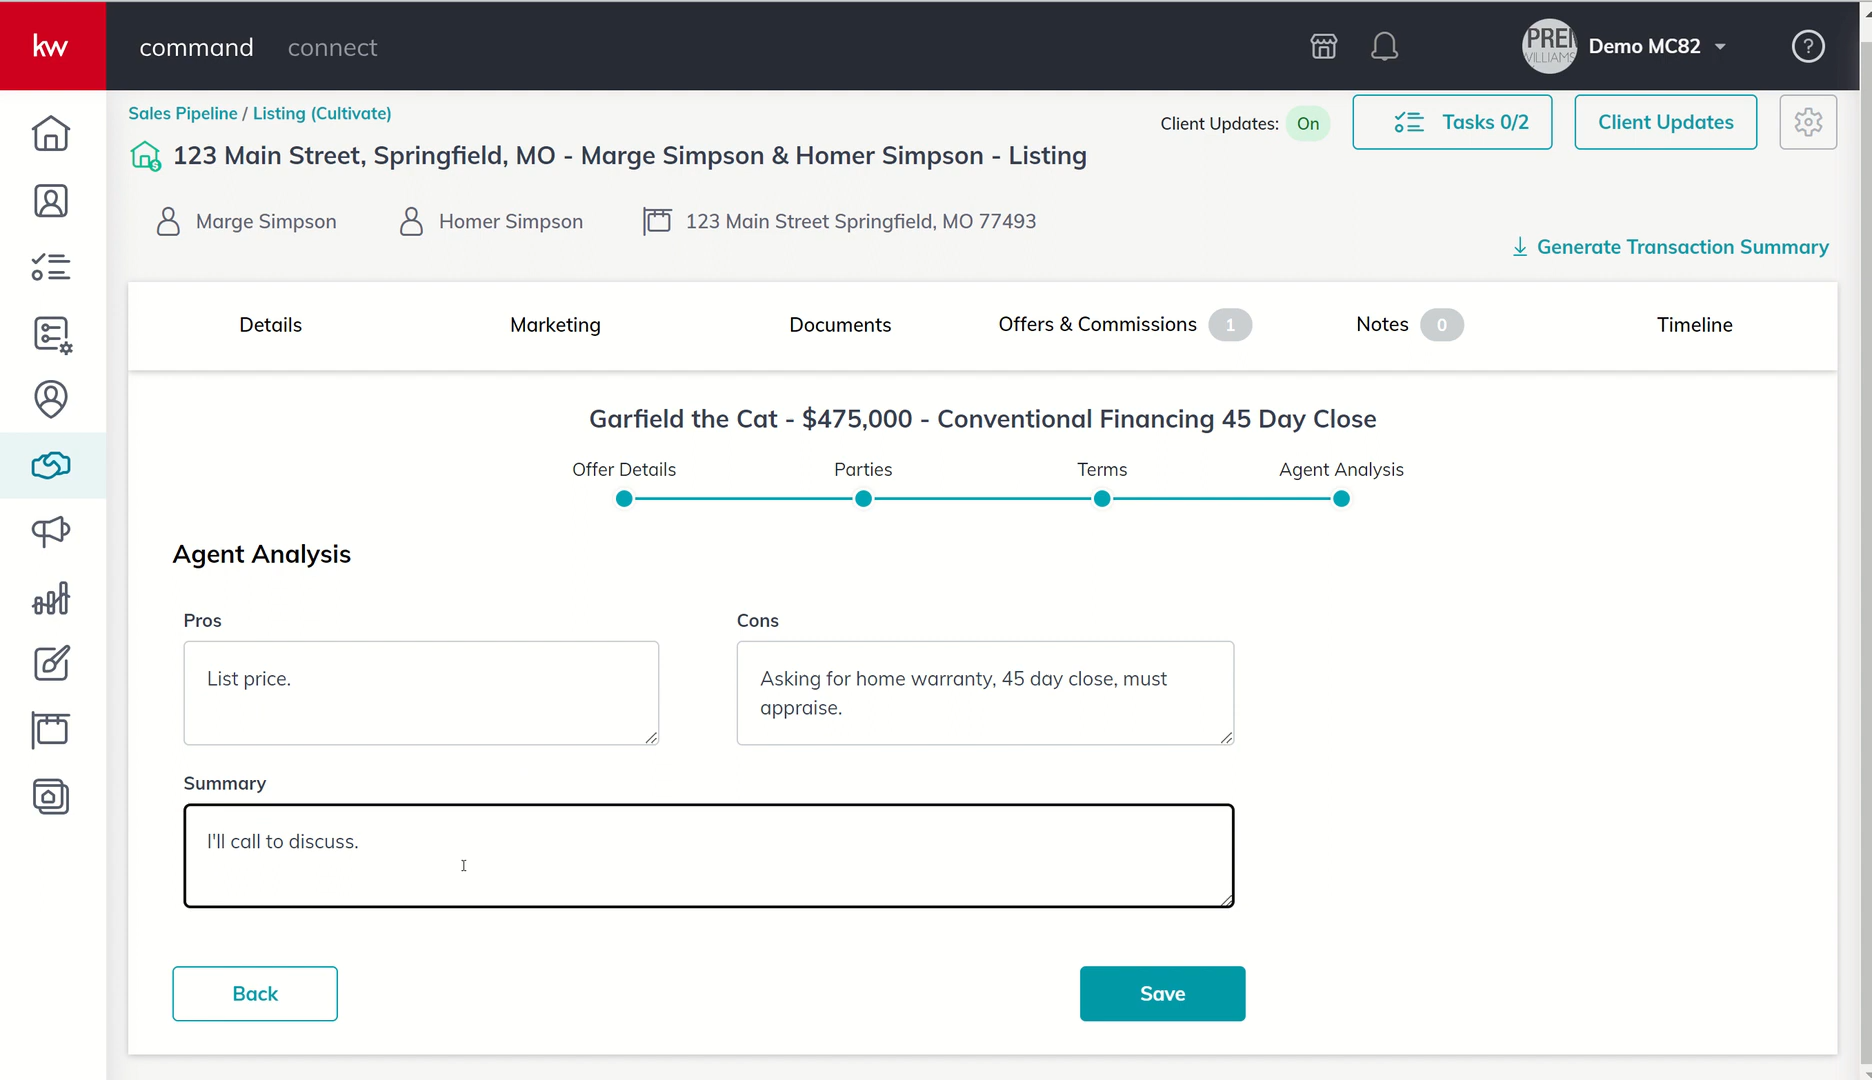 kw
command
connect
PREI
WILLIAMS
Demo MC82
?
Sales Pipeline / Listing (Cultivate)
Client Updates: On
Tasks 0/2
Client Updates
123 Main Street, Springfield, MO - Marge Simpson & Homer Simpson - Listing
Marge Simpson
Homer Simpson
123 Main Street Springfield, MO 77493
Generate Transaction Summary
Details
Marketing
Documents
Offers & Commissions 1
Notes 0
Timeline
Garfield the Cat - $475,000 - Conventional Financing 45 Day Close
Offer Details
Parties
Terms
Agent Analysis
Agent Analysis
Pros
Cons
List price.
Asking for home warranty, 45 day close, must
appraise.
Summary
I'll call to discuss.
Back
Save